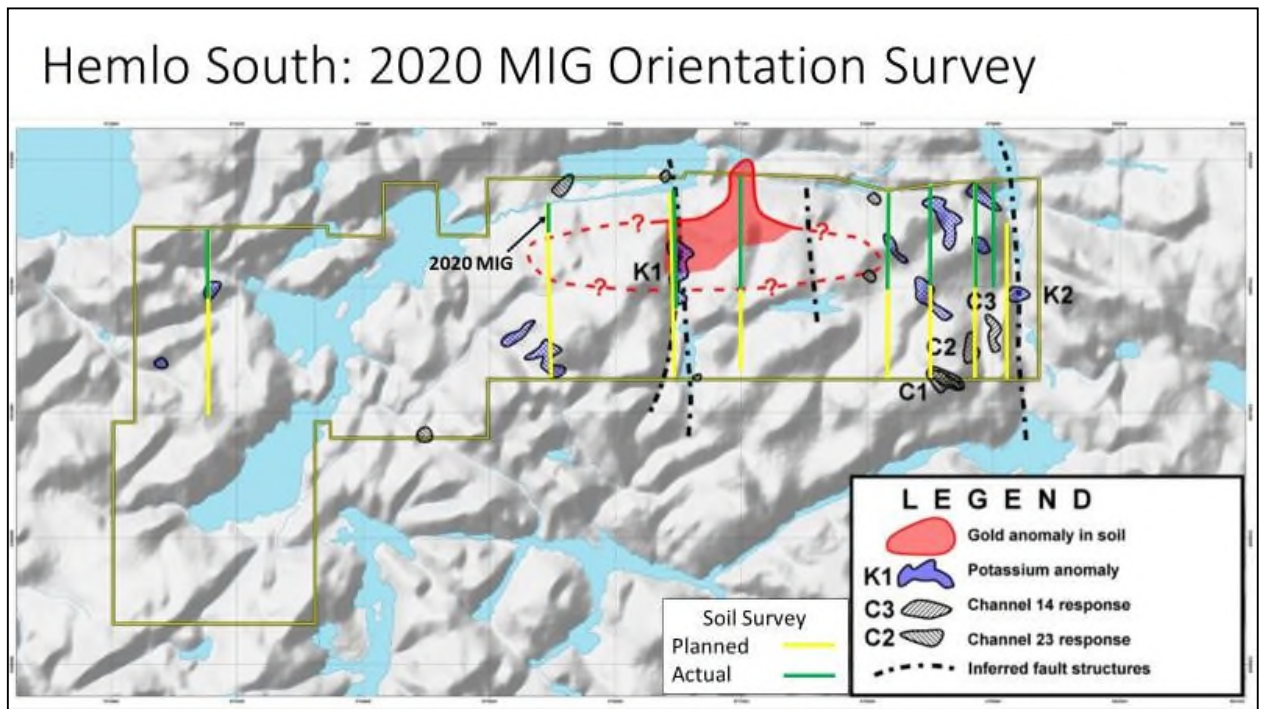 Hemlo South: 2020 MIG Orientation Survey
?
?
2020 MIG
K1
?
?
C3
K2
C2
C1
LEGEND
Gold anomaly in soil
K1 Potassium anomaly
C3 Channel 14 response
C2 Channel 23 response
Inferred fault structures
Soil Survey
Planned
Actual